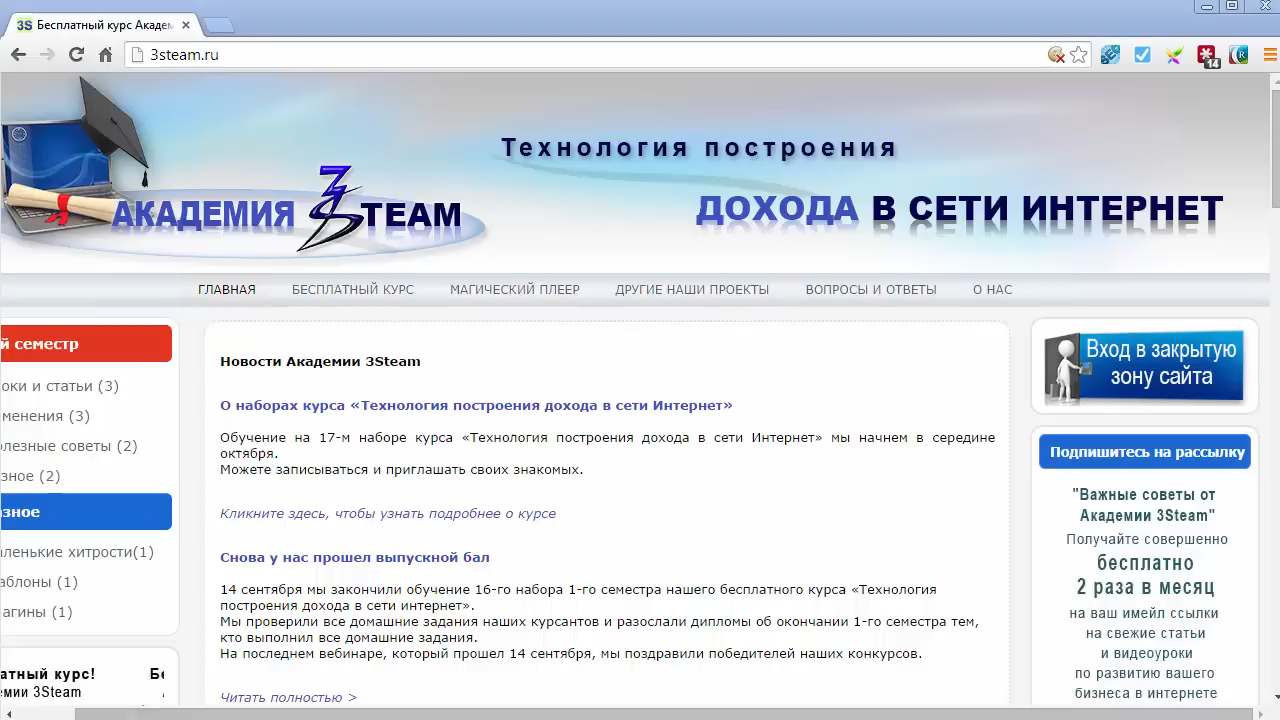 3S Бесплатный курс Академ
3steam.ru
14
Технология построения
АКАДЕМИЯ 3STEAM
ДОХОДА В СЕТИ ИНТЕРНЕТ
ГЛАВНАЯ БЕСПЛАТНЫЙ КУРС МАГИЧЕСКИЙ ПЛЕЕР ДРУГИЕ НАШИ ПРОЕКТЫ ВОПРОСЫ И ОТВЕТЫ О НАС
й семестр
оки и статьи (3)
менения (3)
олезные советы (2)
зное (2)
азное
аленькие хитрости(1)
аблоны (1)
агины (1)
латный курс! Бе
емии 3Steam
Новости Академии 3Steam
О наборах курса «Технология построения дохода в сети Интернет»
Обучение на 17-м наборе курса «Технология построения дохода в сети Интернет» мы начнем в середине
октября.
Можете записываться и приглашать своих знакомых.
Кликните здесь, чтобы узнать подробнее о курсе
Снова у нас прошел выпускной бал
14 сентября мы закончили обучение 16-го набора 1-го семестра нашего бесплатного курса «Технология
построения дохода в сети интернет».
Мы проверили все домашние задания наших курсантов и разослали дипломы об окончании 1-го семестра тем,
кто выполнил все домашние задания.
На последнем вебинаре, который прошел 14 сентября, мы поздравили победителей наших конкурсов.
Читать полностью >
Вход в закрытую
зону сайта
Подпишитесь на рассылку
"Важные советы от
Академии 3Steam"
Получайте совершенно
бесплатно
2 раза в месяц
на ваш имейл ссылки
на свежие статьи
и видеоуроки
по развитию вашего
бизнеса в интернете